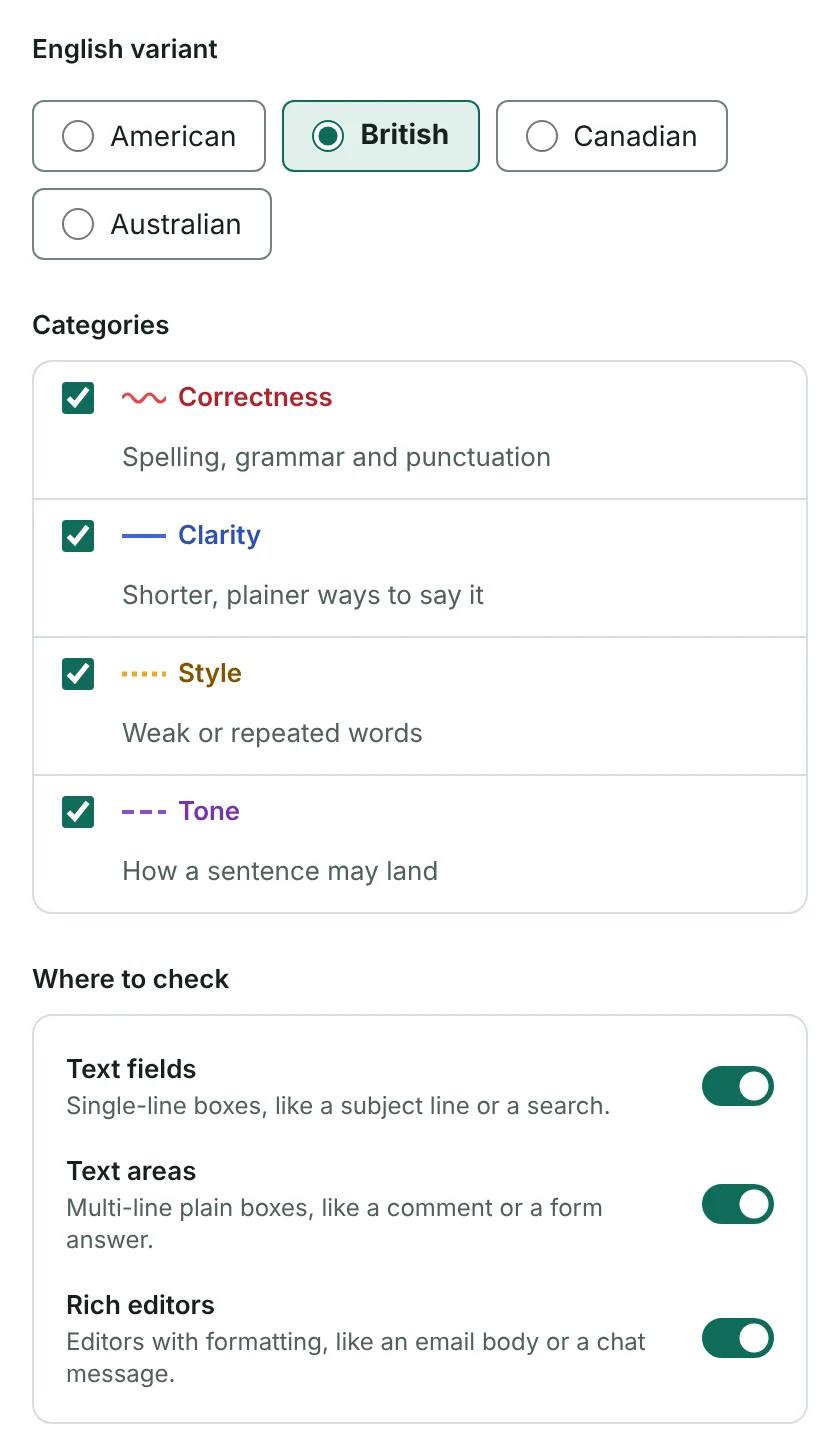 English variant
American
British
Canadian
Australian
Categories
Correctness
Spelling, grammar and punctuation
Clarity
Shorter, plainer ways to say it
Style
Weak or repeated words
Tone
How a sentence may land
Where to check
Text fields
Single-line boxes, like a subject line or a search.
Text areas
Multi-line plain boxes, like a comment or a form
answer.
Rich editors
Editors with formatting, like an email body or a chat
message.